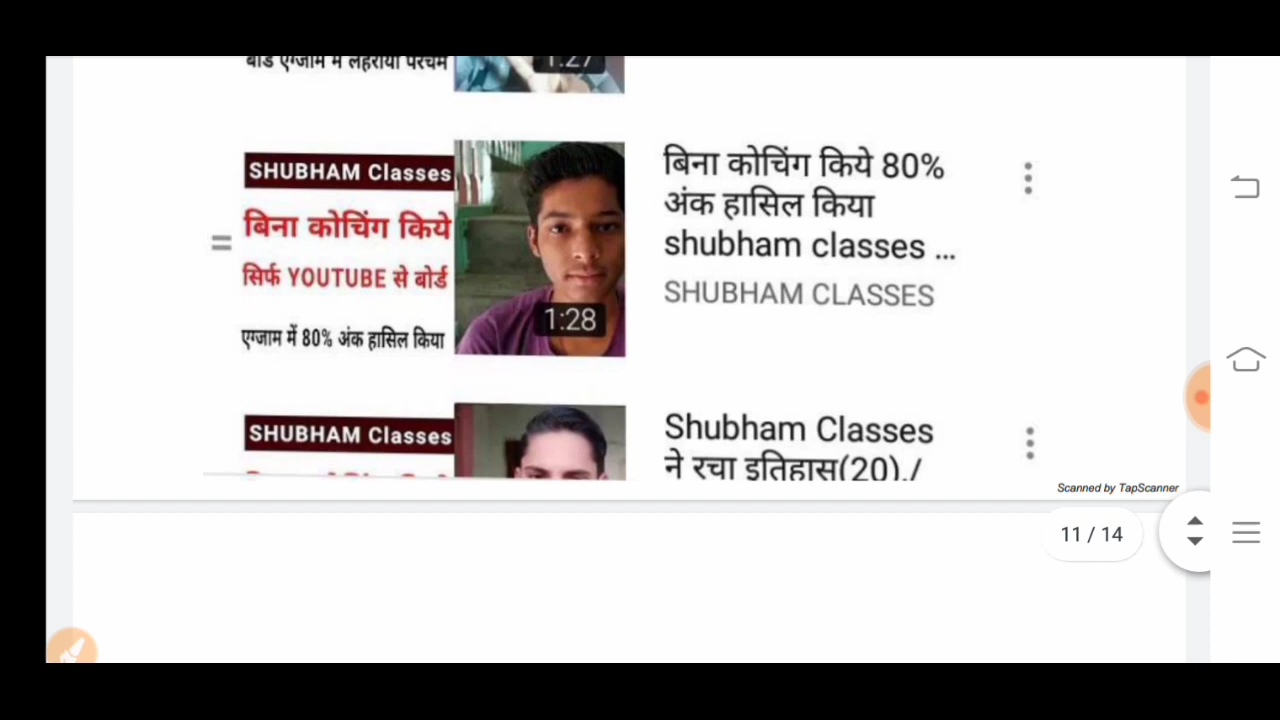 बोर्ड एग्जाम में लहराया परचम
1:27
SHUBHAM Classes
बिना कोचिंग किये
सिर्फ YOUTUBE से बोर्ड
एग्जाम में 80% अंक हासिल किया
1:28
बिना कोचिंग किये 80%
अंक हासिल किया
shubham classes ...
SHUBHAM CLASSES
SHUBHAM Classes
Shubham Classes
ने रचा इतिहास(20)./
Scanned by TapScanner
11 / 14